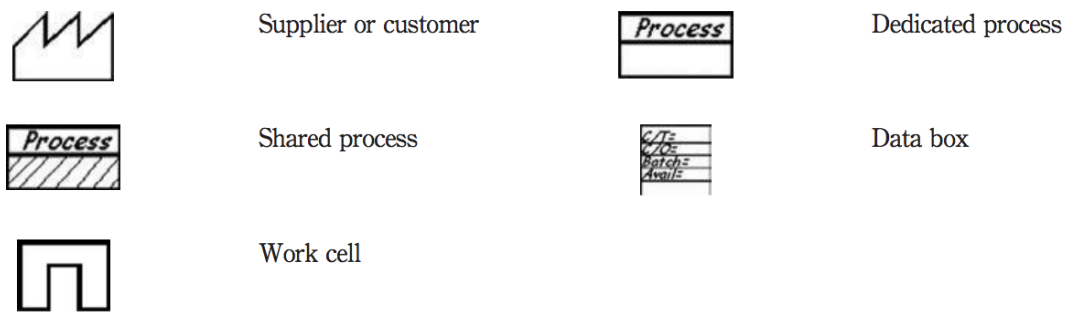 Supplier or customer
Process
Dedicated process
Process
Shared process
C/T=
C/O=
Batch=
Avail=
Data box
Work cell